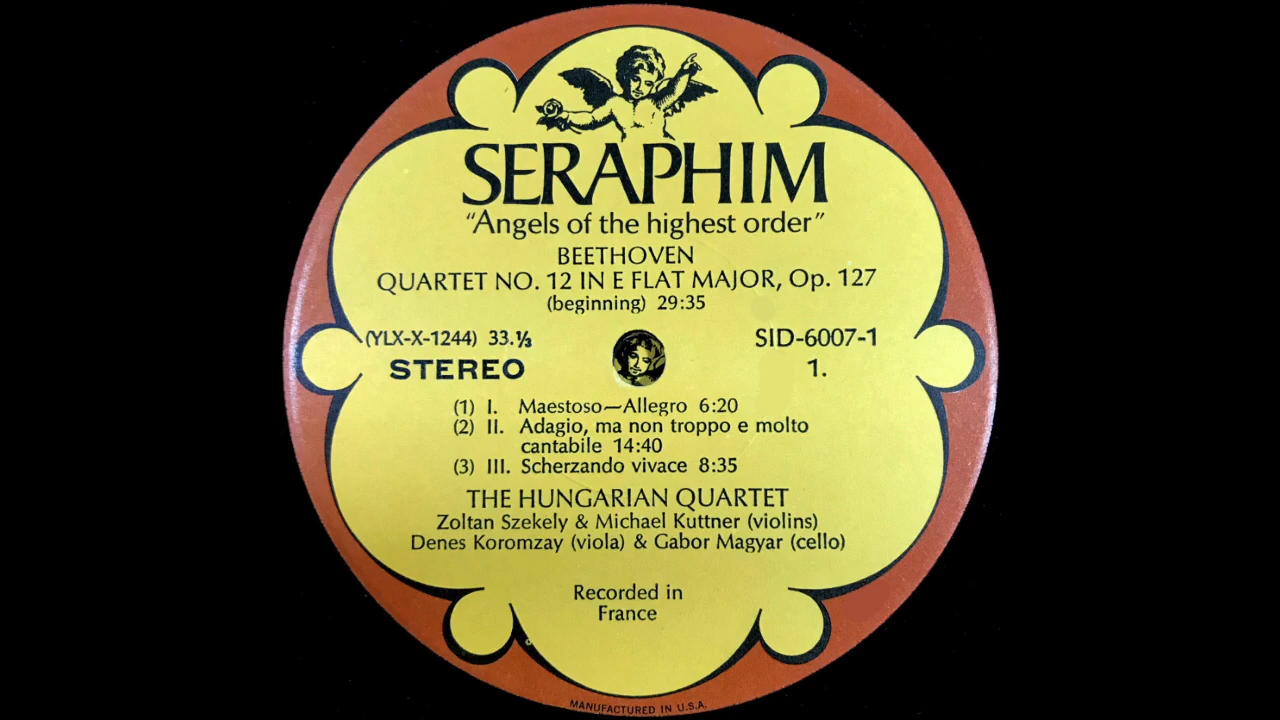 SERAPHIM
“Angels of the highest order”
BEETHOVEN
QUARTET NO. 12 IN E FLAT MAJOR, Op. 127
(beginning) 29:35
(YLX-X-1244) 33.⅓
SID-6007-1
STEREO
1.
(1) I. Maestoso—Allegro 6:20
(2) II. Adagio, ma non troppo e molto
cantabile 14:40
(3) III. Scherzando vivace 8:35
THE HUNGARIAN QUARTET
Zoltan Szekely & Michael Kuttner (violins)
Denes Koromzay (viola) & Gabor Magyar (cello)
Recorded in
France
MANUFACTURED IN U.S.A.